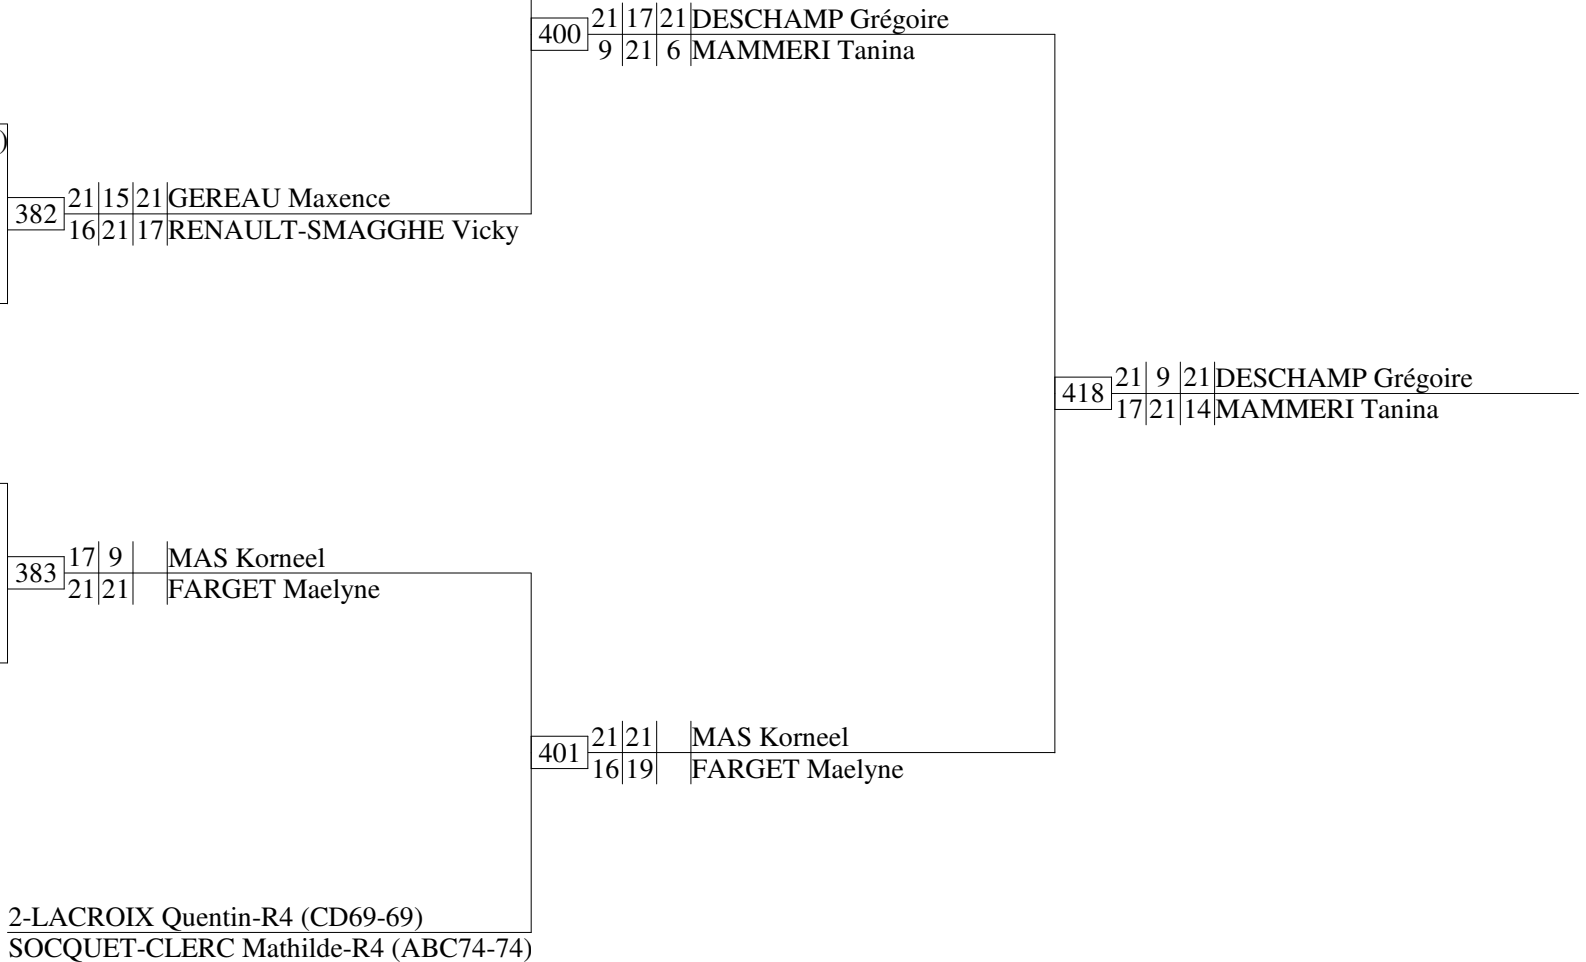 400 21 17 21 DESCHAMP Grégoire
9 21 6 MAMMERI Tanina
)
382 21 15 21 GEREAU Maxence
16 21 17 RENAULT-SMAGGHE Vicky
418 21 9 21 DESCHAMP Grégoire
17 21 14 MAMMERI Tanina
383 17 9 MAS Korneel
21 21 FARGET Maelyne
401 21 21 MAS Korneel
16 19 FARGET Maelyne
2-LACROIX Quentin-R4 (CD69-69)
SOCQUET-CLERC Mathilde-R4 (ABC74-74)